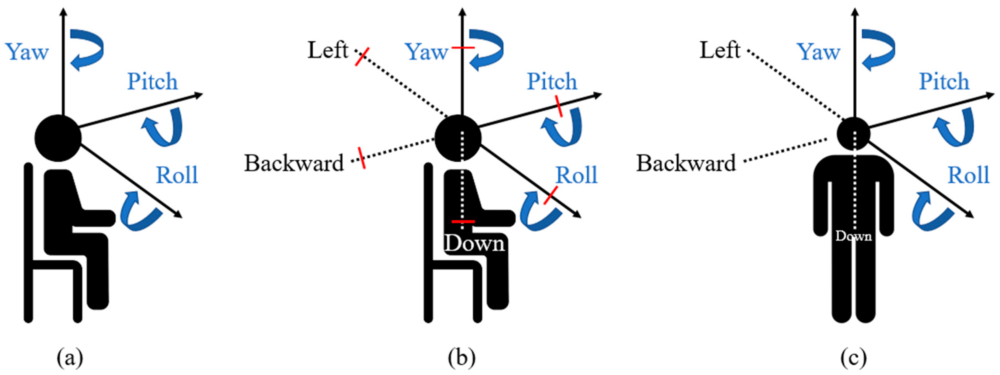 Yaw
Pitch
Roll
(a)
Left
Yaw
Pitch
Backward
Roll
Down
(b)
Left
Yaw
Pitch
Backward
Roll
Down
(c)